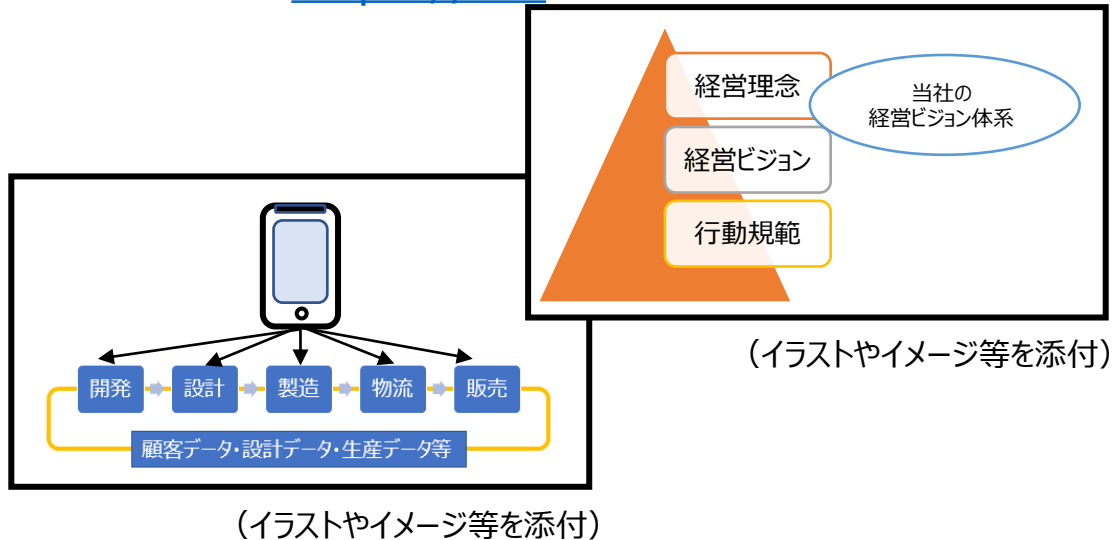 経営理念
当社の
経営ビジョン体系
経営ビジョン
行動規範
(イラストやイメージ等を添付)
開発
設計
製造
物流
販売
顧客データ・設計データ・生産データ等
(イラストやイメージ等を添付)